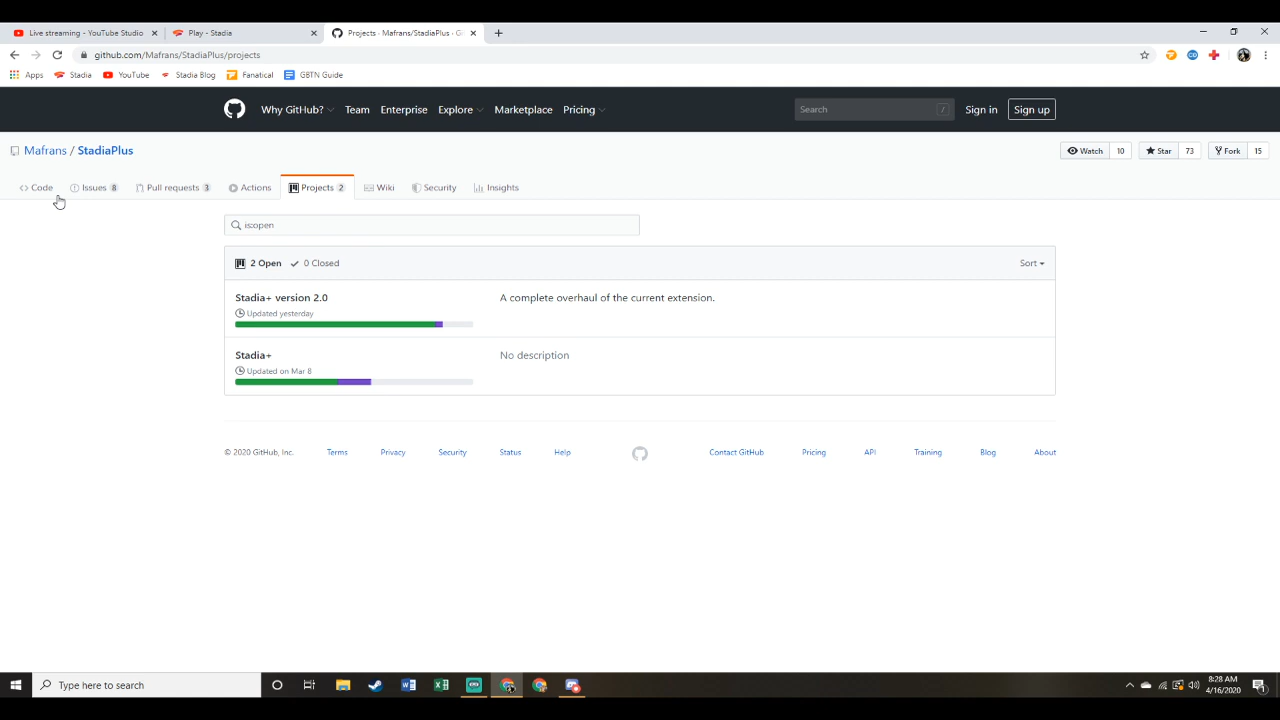 Live streaming - YouTube Studio
Play - Stadia
Projects · Mafrans/StadiaPlus · Gi
github.com/Mafrans/StadiaPlus/projects
Apps Stadia YouTube Stadia Blog Fanatical GBTN Guide
Why GitHub? Team Enterprise Explore Marketplace Pricing Search / Sign in Sign up
Mafrans / StadiaPlus Watch 10 Star 73 Fork 15
Code Issues 8 Pull requests 3 Actions Projects 2 Wiki Security Insights
is:open
2 Open 0 Closed Sort
Stadia+ version 2.0 A complete overhaul of the current extension.
Updated yesterday
Stadia+ No description
Updated on Mar 8
© 2020 GitHub, Inc. Terms Privacy Security Status Help Contact GitHub Pricing API Training Blog About
Type here to search
8:28 AM
4/16/2020